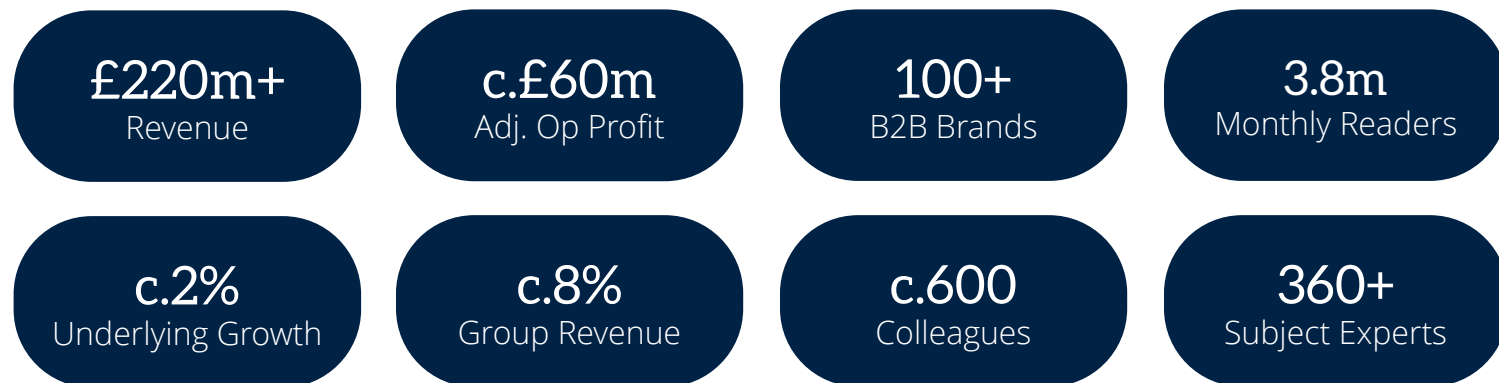 £220m+
Revenue
c.£60m
Adj. Op Profit
100+
B2B Brands
3.8m
Monthly Readers
c.2%
Underlying Growth
c.8%
Group Revenue
c.600
Colleagues
360+
Subject Experts